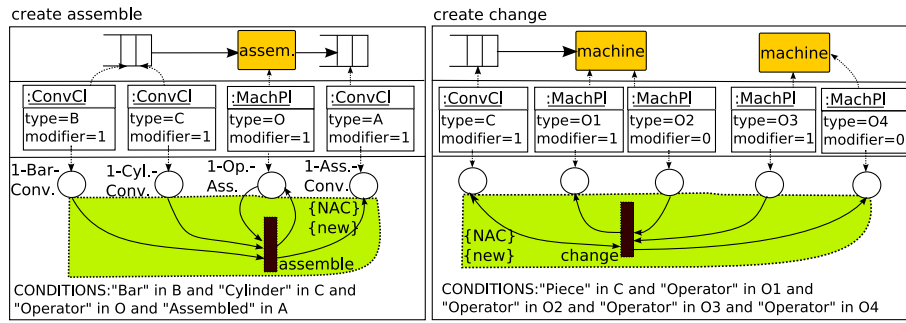 create assemble
assem.
:ConvCl
type=B
modifier=1
:ConvCl
type=C
modifier=1
:MachPl
type=O
modifier=1
:ConvCl
type=A
modifier=1
1-Bar-
Conv.
1-Cyl.-
Conv.
1-Op.-
Ass.
1-Ass.-
Conv.
{NAC}
{new}
assemble
CONDITIONS:"Bar" in B and "Cylinder" in C and
"Operator" in O and "Assembled" in A
create change
machine
machine
:ConvCl
type=C
modifier=1
:MachPl
type=O1
modifier=1
:MachPl
type=O2
modifier=0
:MachPl
type=O3
modifier=1
:MachPl
type=O4
modifier=0
{NAC}
{new}
change
CONDITIONS:"Piece" in C and "Operator" in O1
and "Operator" in O2 and "Operator" in O3 and "Operator" in O4